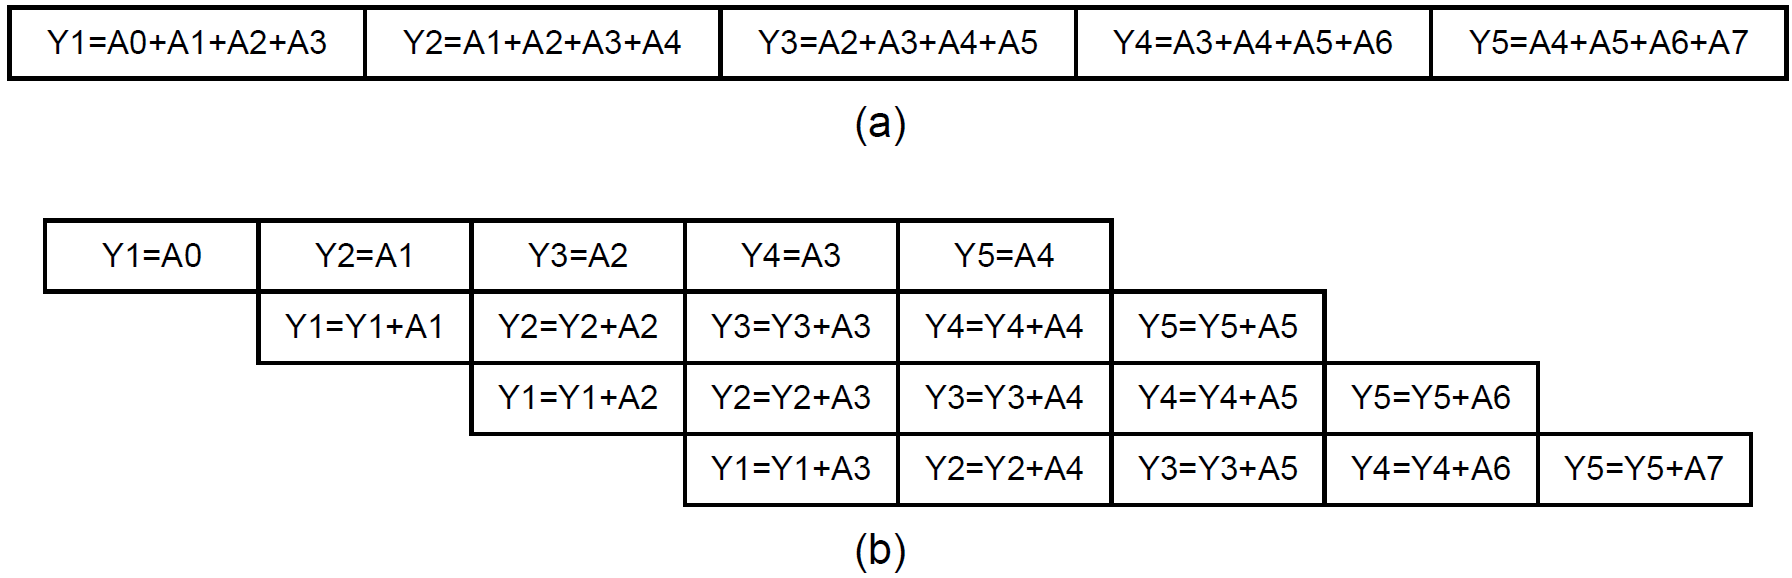 Y1=A0+A1+A2+A3 Y2=A1+A2+A3+A4 Y3=A2+A3+A4+A5 Y4=A3+A4+A5+A6 Y5=A4+A5+A6+A7
(a)
Y1=A0 Y2=A1 Y3=A2 Y4=A3 Y5=A4
Y1=Y1+A1 Y2=Y2+A2 Y3=Y3+A3 Y4=Y4+A4 Y5=Y5+A5
Y1=Y1+A2 Y2=Y2+A3 Y3=Y3+A4 Y4=Y4+A5 Y5=Y5+A6
Y1=Y1+A3 Y2=Y2+A4 Y3=Y3+A5 Y4=Y4+A6 Y5=Y5+A7
(b)